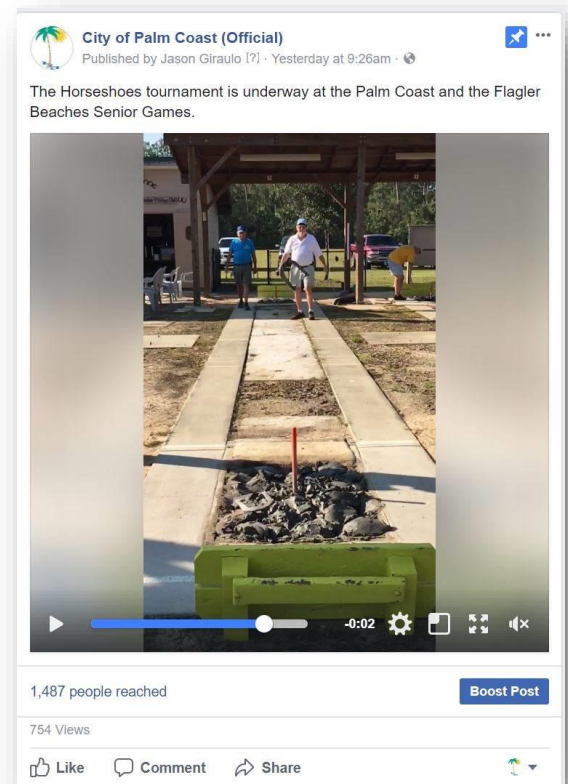 City of Palm Coast (Official)
Published by Jason Giraulo [?] · Yesterday at 9:26am ·
The Horseshoes tournament is underway at the Palm Coast and the Flagler
Beaches Senior Games.
-0:02
1,487 people reached
Boost Post
754 Views
Like Comment Share